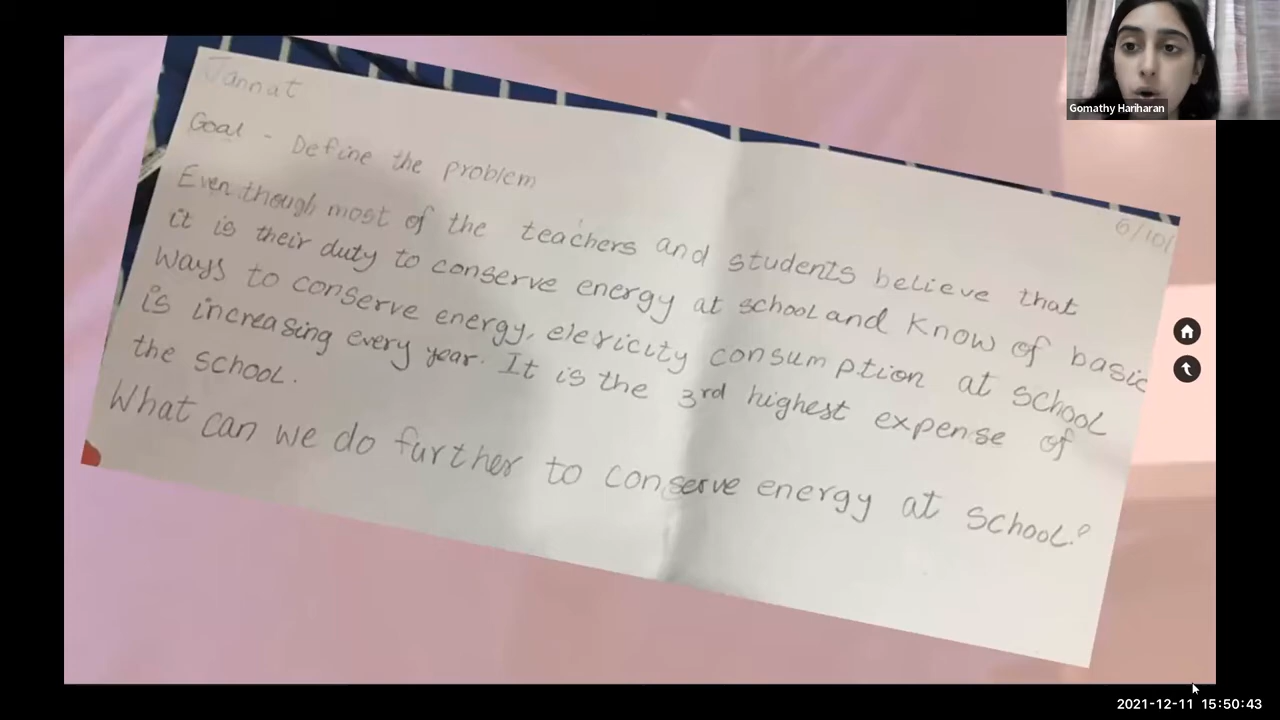 Gomathy Hariharan
Jannat
6/10/
Goal - Define the problem
Even though most of the teachers and students believe that
it is their duty to conserve energy at school and know of basic
ways to conserve energy, elericity consumption at school
is increasing every year. It is the 3rd highest expense of
the school.
What can we do further to conserve energy at school?
2021-12-11 15:50:43